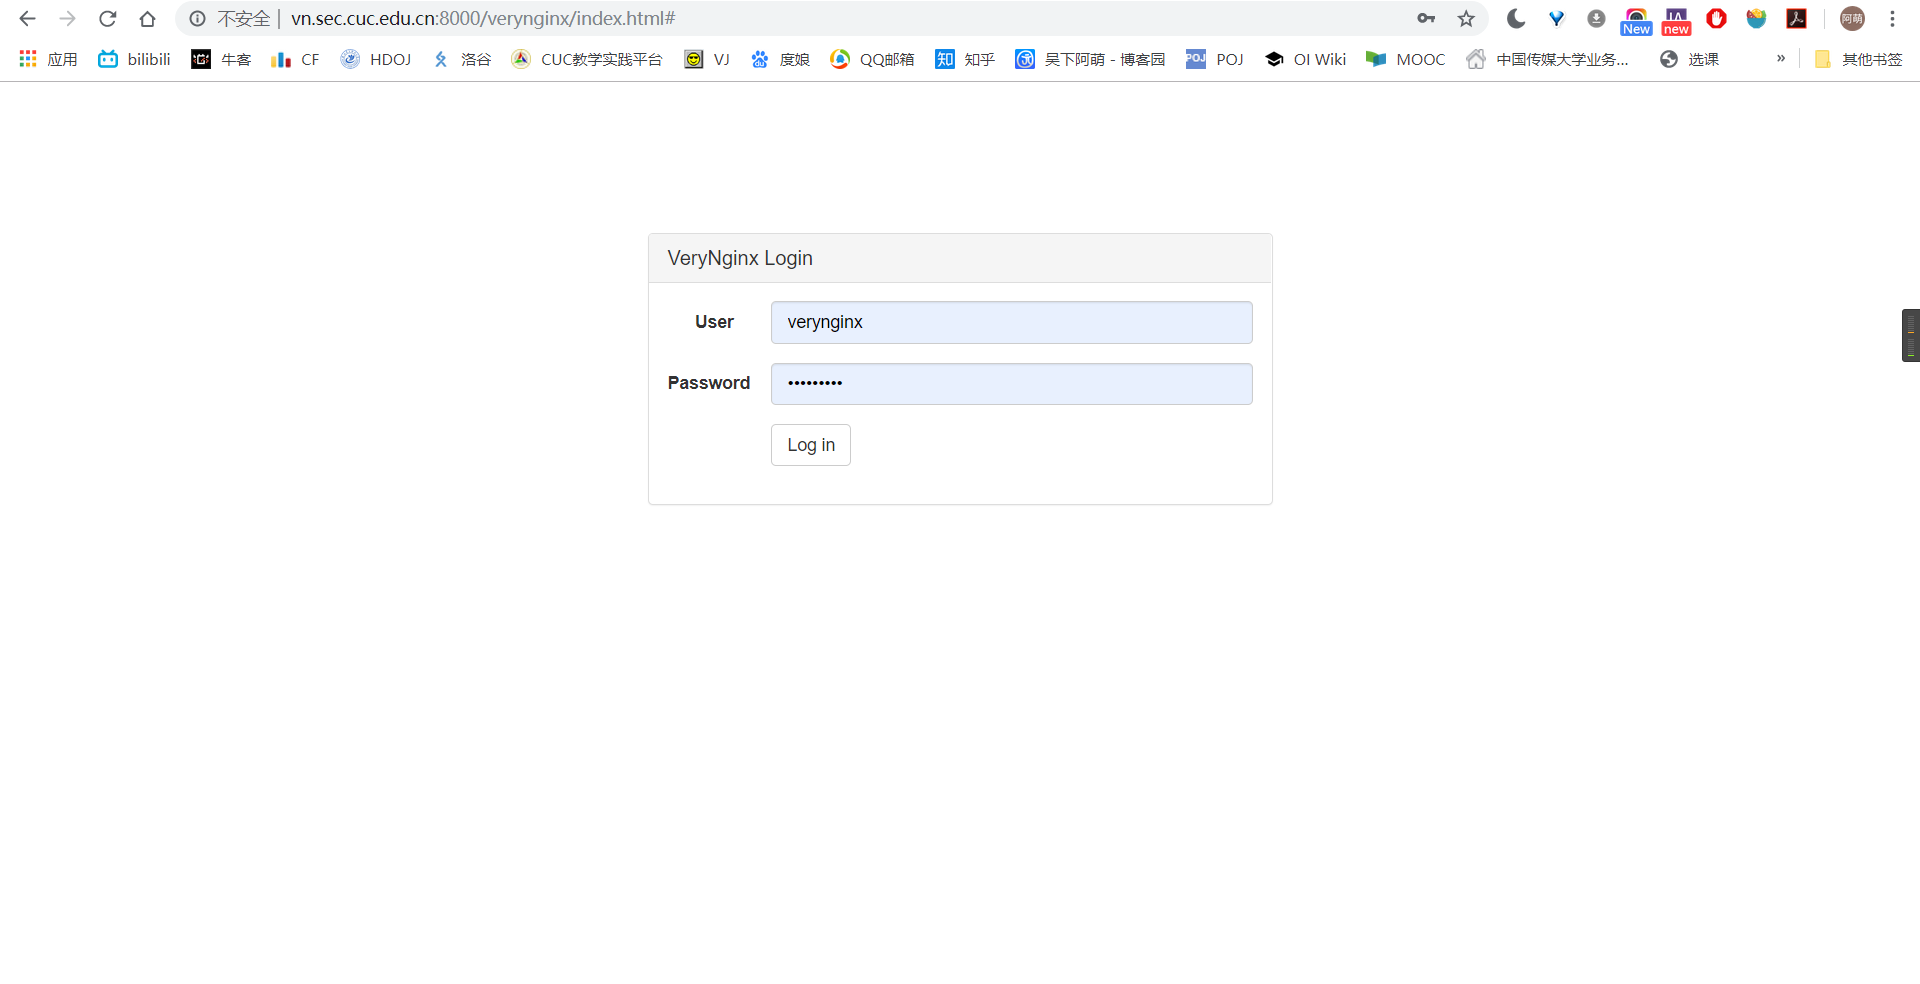 不安全 | vn.sec.cuc.edu.cn:8000/verynginx/index.html#
New new 阿萌
应用 bilibili 牛客 CF HDOJ 洛谷 CUC教学实践平台 VJ du 度娘 QQ邮箱 知 知乎 吴下阿萌 - 博客园 POJ POJ OI Wiki MOOC 中国传媒大学业务... 选课 » 其他书签
VeryNginx Login
User verynginx
Password •••••••••
Log in